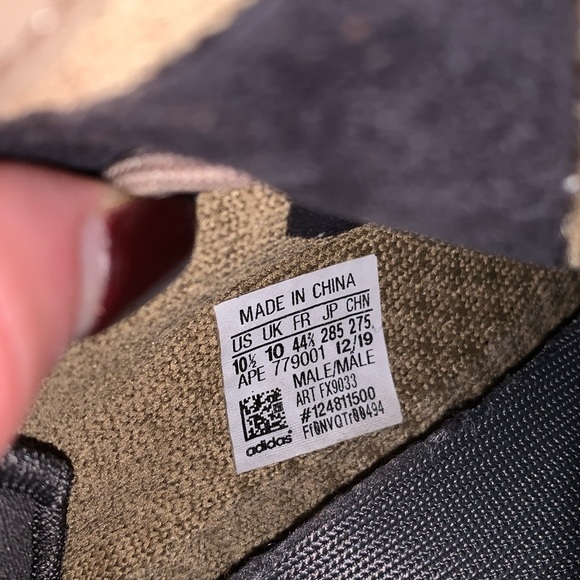 MADE IN CHINA
US UK FR JP CHN
10½ 10 44⅔ 285 275
APE 779001 12/19
MALE/MALE
ART FX9033
#124811500
Ff0NVQTr00494
adidas